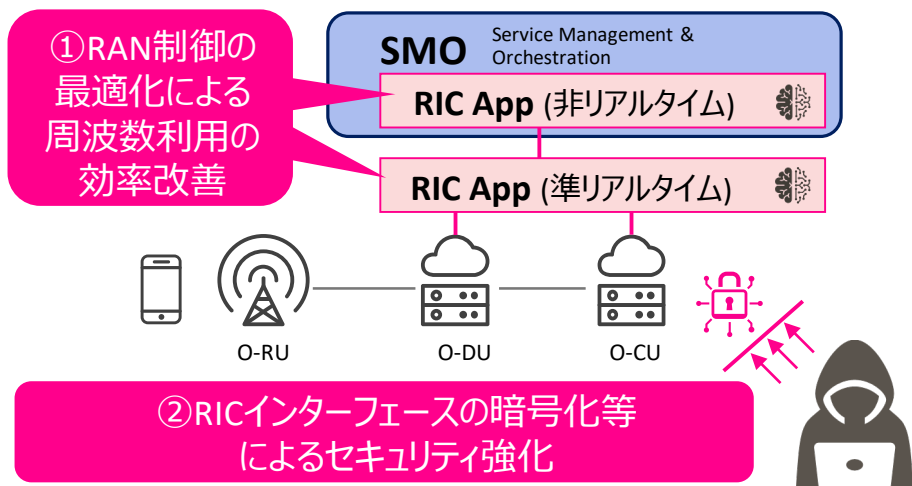 ①RAN制御の
最適化による
周波数利用の
効率改善
SMO
Service Management &
Orchestration
RIC App (非リアルタイム)
RIC App (準リアルタイム)
O-RU
O-DU
O-CU
②RICインターフェースの暗号化等
によるセキュリティ強化